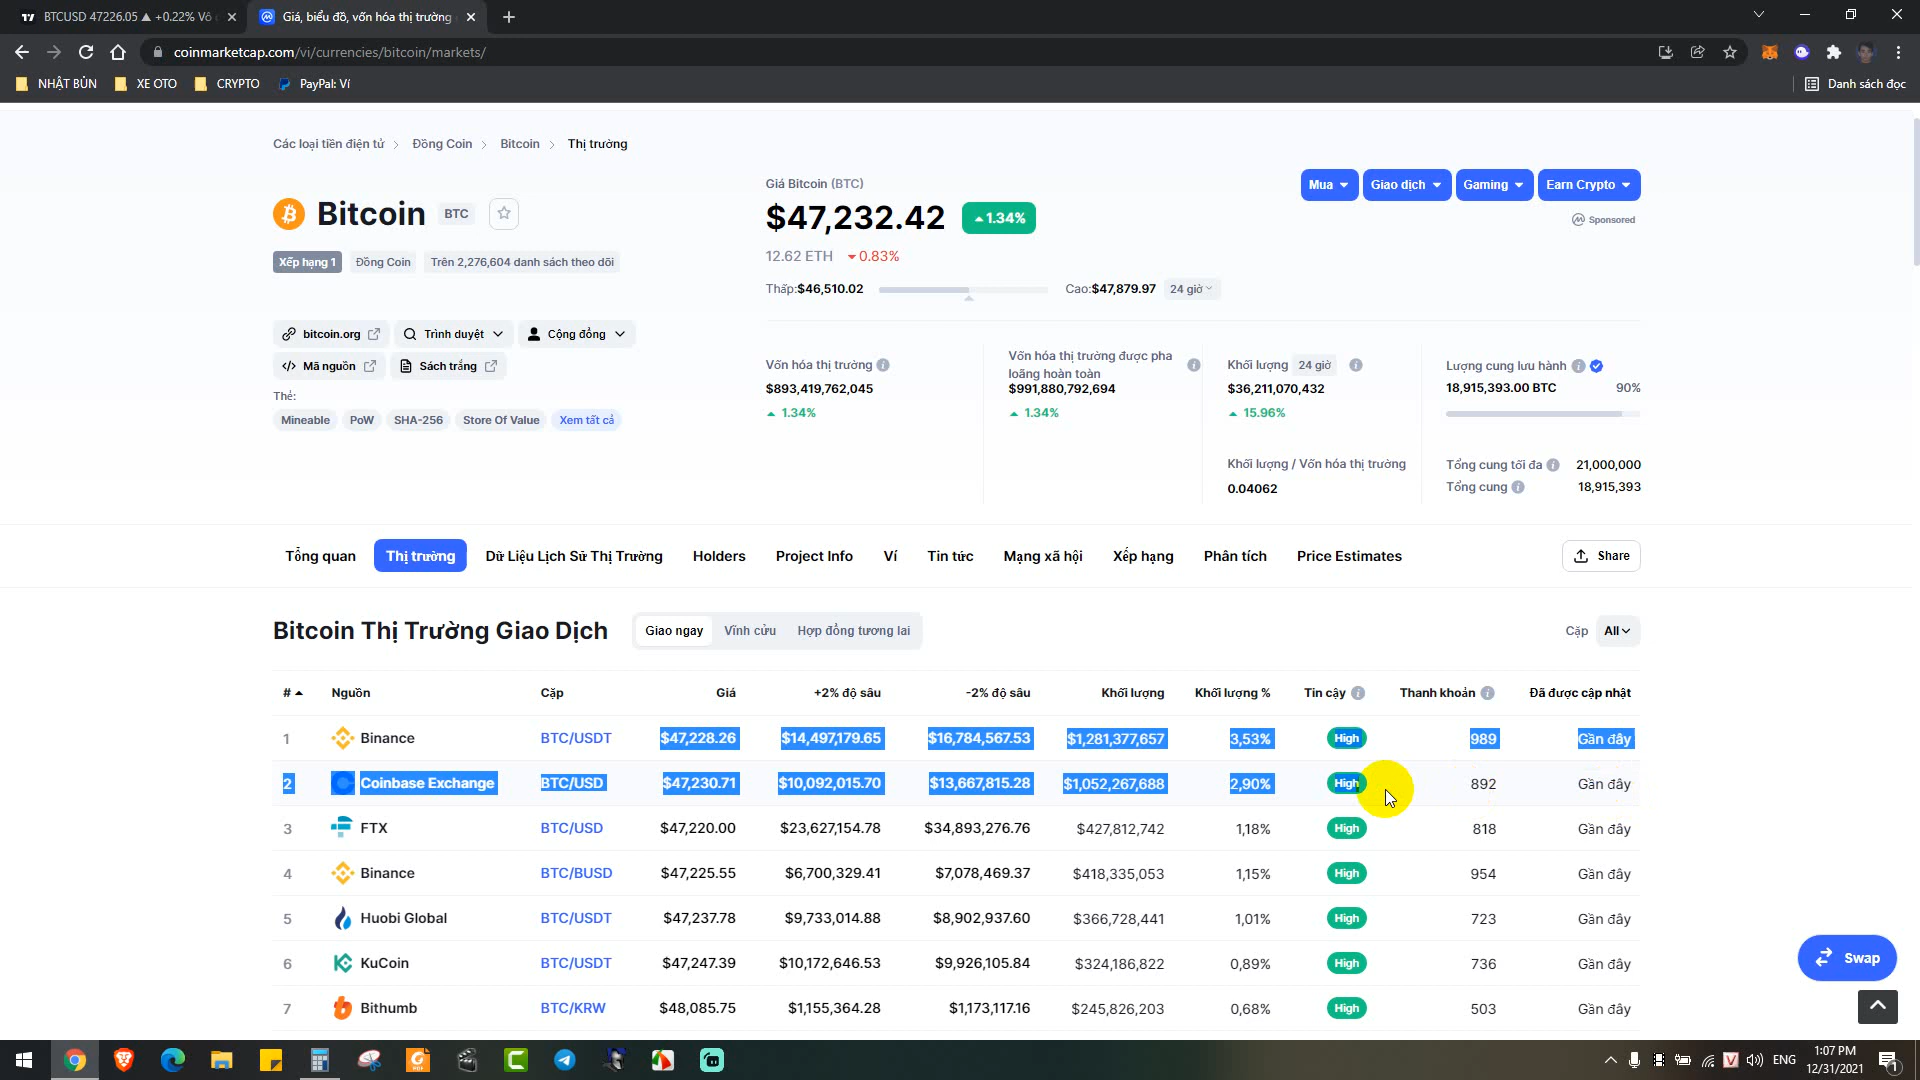 BTCUSD 47226.05 ▲ +0.22% Vô
Giá, biểu đồ, vốn hóa thị trường
coinmarketcap.com/vi/currencies/bitcoin/markets/
NHẬT BỦN XE OTO CRYPTO PayPal: Ví Danh sách đọc
Các loại tiền điện tử > Đồng Coin > Bitcoin > Thị trường
Bitcoin BTC
Xếp hạng 1 Đồng Coin Trên 2,276,604 danh sách theo dõi
bitcoin.org Trình duyệt Cộng đồng
Mã nguồn Sách trắng
Thẻ:
Mineable PoW SHA-256 Store Of Value Xem tất cả
Giá Bitcoin (BTC)
$47,232.42 1.34%
12.62 ETH 0.83%
Thấp:$46,510.02 Cao:$47,879.97 24 giờ
Mua Giao dịch Gaming Earn Crypto
Sponsored
Vốn hóa thị trường
$893,419,762,045
1.34%
Vốn hóa thị trường được pha
loãng hoàn toàn
$991,880,792,694
1.34%
Khối lượng 24 giờ
$36,211,070,432
15.96%
Khối lượng / Vốn hóa thị trường
0.04062
Lượng cung lưu hành
18,915,393.00 BTC 90%
Tổng cung tối đa 21,000,000
Tổng cung 18,915,393
Tổng quan Thị trường Dữ Liệu Lịch Sử Thị Trường Holders Project Info Ví Tin tức Mạng xã hội Xếp hạng Phân tích Price Estimates Share
Bitcoin Thị Trường Giao Dịch Giao ngay Vĩnh cửu Hợp đồng tương lai Cặp All
# Nguồn Cặp Giá +2% độ sâu -2% độ sâu Khối lượng Khối lượng % Tin cậy Thanh khoản Đã được cập nhật
1 Binance BTC/USDT $47,228.26 $14,497,179.65 $16,784,567.53 $1,281,377,657 3,53% High 989 Gần đây
2 Coinbase Exchange BTC/USD $47,230.71 $10,092,015.70 $13,667,815.28 $1,052,267,688 2,90% High 892 Gần đây
3 FTX BTC/USD $47,220.00 $23,627,154.78 $34,893,276.76 $427,812,742 1,18% High 818 Gần đây
4 Binance BTC/BUSD $47,225.55 $6,700,329.41 $7,078,469.37 $418,335,053 1,15% High 954 Gần đây
5 Huobi Global BTC/USDT $47,237.78 $9,733,014.88 $8,902,937.60 $366,728,441 1,01% High 723 Gần đây
6 KuCoin BTC/USDT $47,247.39 $10,172,646.53 $9,926,105.84 $324,186,822 0,89% High 736 Gần đây
7 Bithumb BTC/KRW $48,085.75 $1,155,364.28 $1,173,117.16 $245,826,203 0,68% High 503 Gần đây
Swap
ENG
1:07 PM
12/31/2021
1